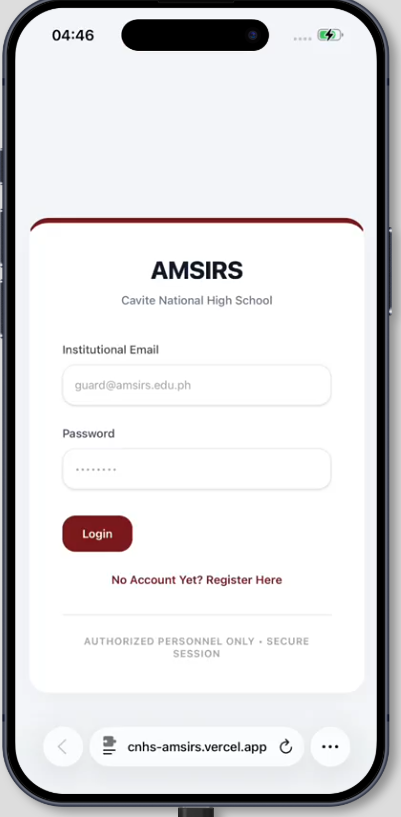 04:46
AMSIRS
Cavite National High School
Institutional Email
guard@amsirs.edu.ph
Password
••••••••
Login
No Account Yet? Register Here
AUTHORIZED PERSONNEL ONLY • SECURE
SESSION
cnhs-amsirs.vercel.app